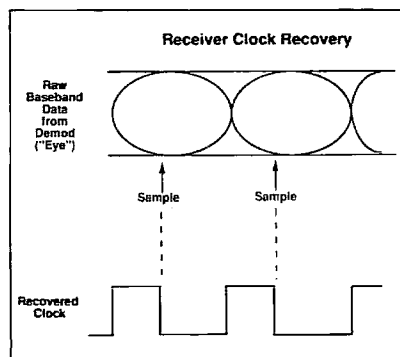 Receiver Clock Recovery
Raw
Baseband
Data
from
Demod
("Eye")
Sample
Sample
Recovered
Clock